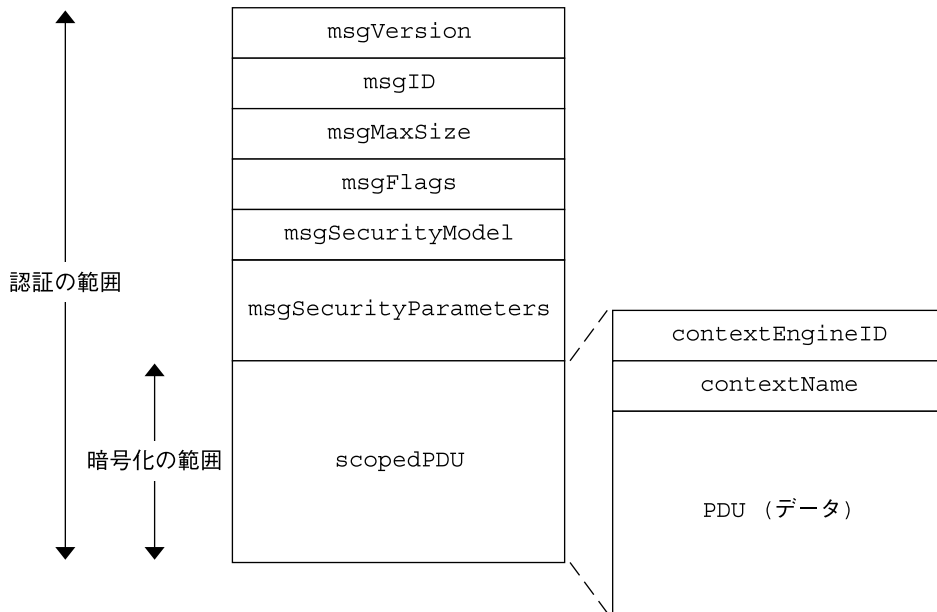 msgVersion
msgID
msgMaxSize
msgFlags
msgSecurityModel
認証の範囲
msgSecurityParameters
contextEngineID
contextName
暗号化の範囲
scopedPDU
PDU (データ)